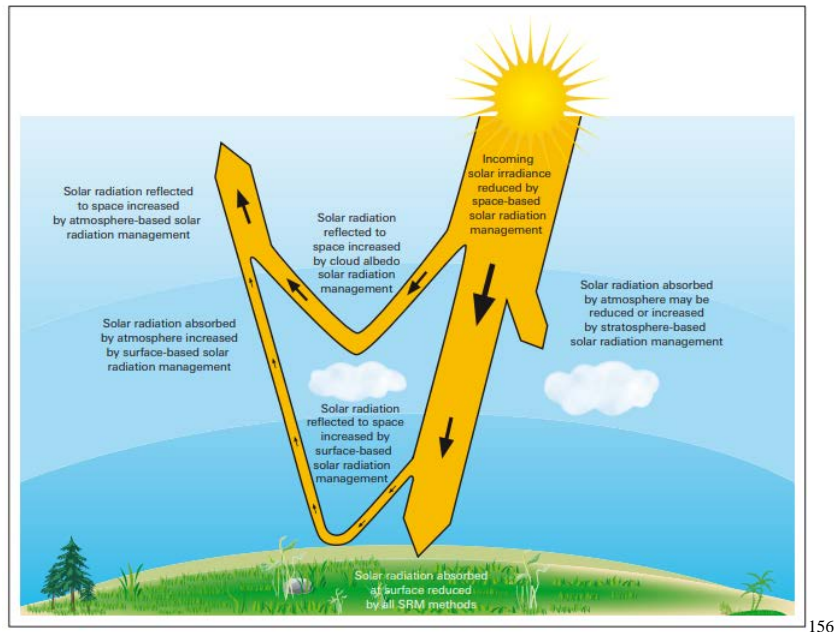 Incoming
solar irradiance
reduced by
space-based
solar radiation
management
Solar radiation reflected
to space increased
by atmosphere-based solar
radiation management
Solar radiation
reflected to
space increased
by cloud albedo
solar radiation
management
Solar radiation absorbed
by atmosphere may be
reduced or increased
by stratosphere-based
solar radiation management
Solar radiation absorbed
by atmosphere increased
by surface-based solar
radiation management
Solar radiation
reflected to space
increased by
surface-based
solar radiation
management
Solar radiation absorbed
at surface reduced
by all SRM methods
156